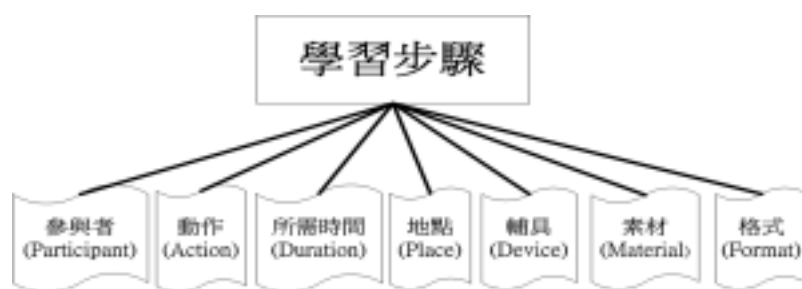 學習步驟
參與者
(Participant)
動作
(Action)
所需時間
(Duration)
地點
(Place)
輔具
(Device)
素材
(Material)
格式
(Format)